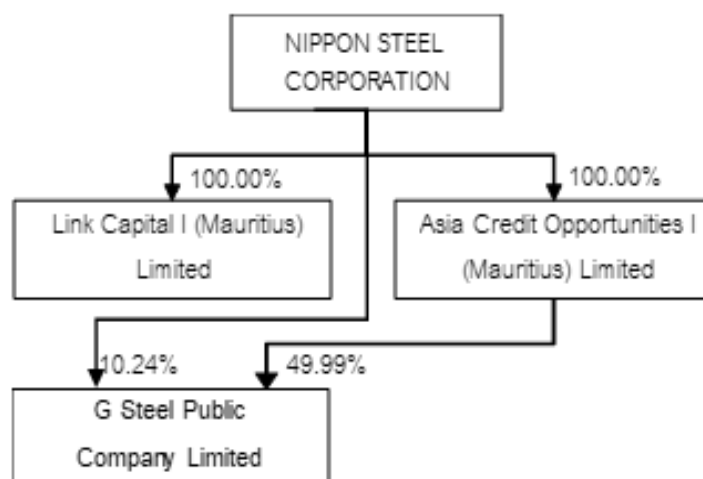 NIPPON STEEL
CORPORATION
100.00%
100.00%
Link Capital I (Mauritius)
Limited
Asia Credit Opportunities I
(Mauritius) Limited
10.24%
49.99%
G Steel Public
Company Limited